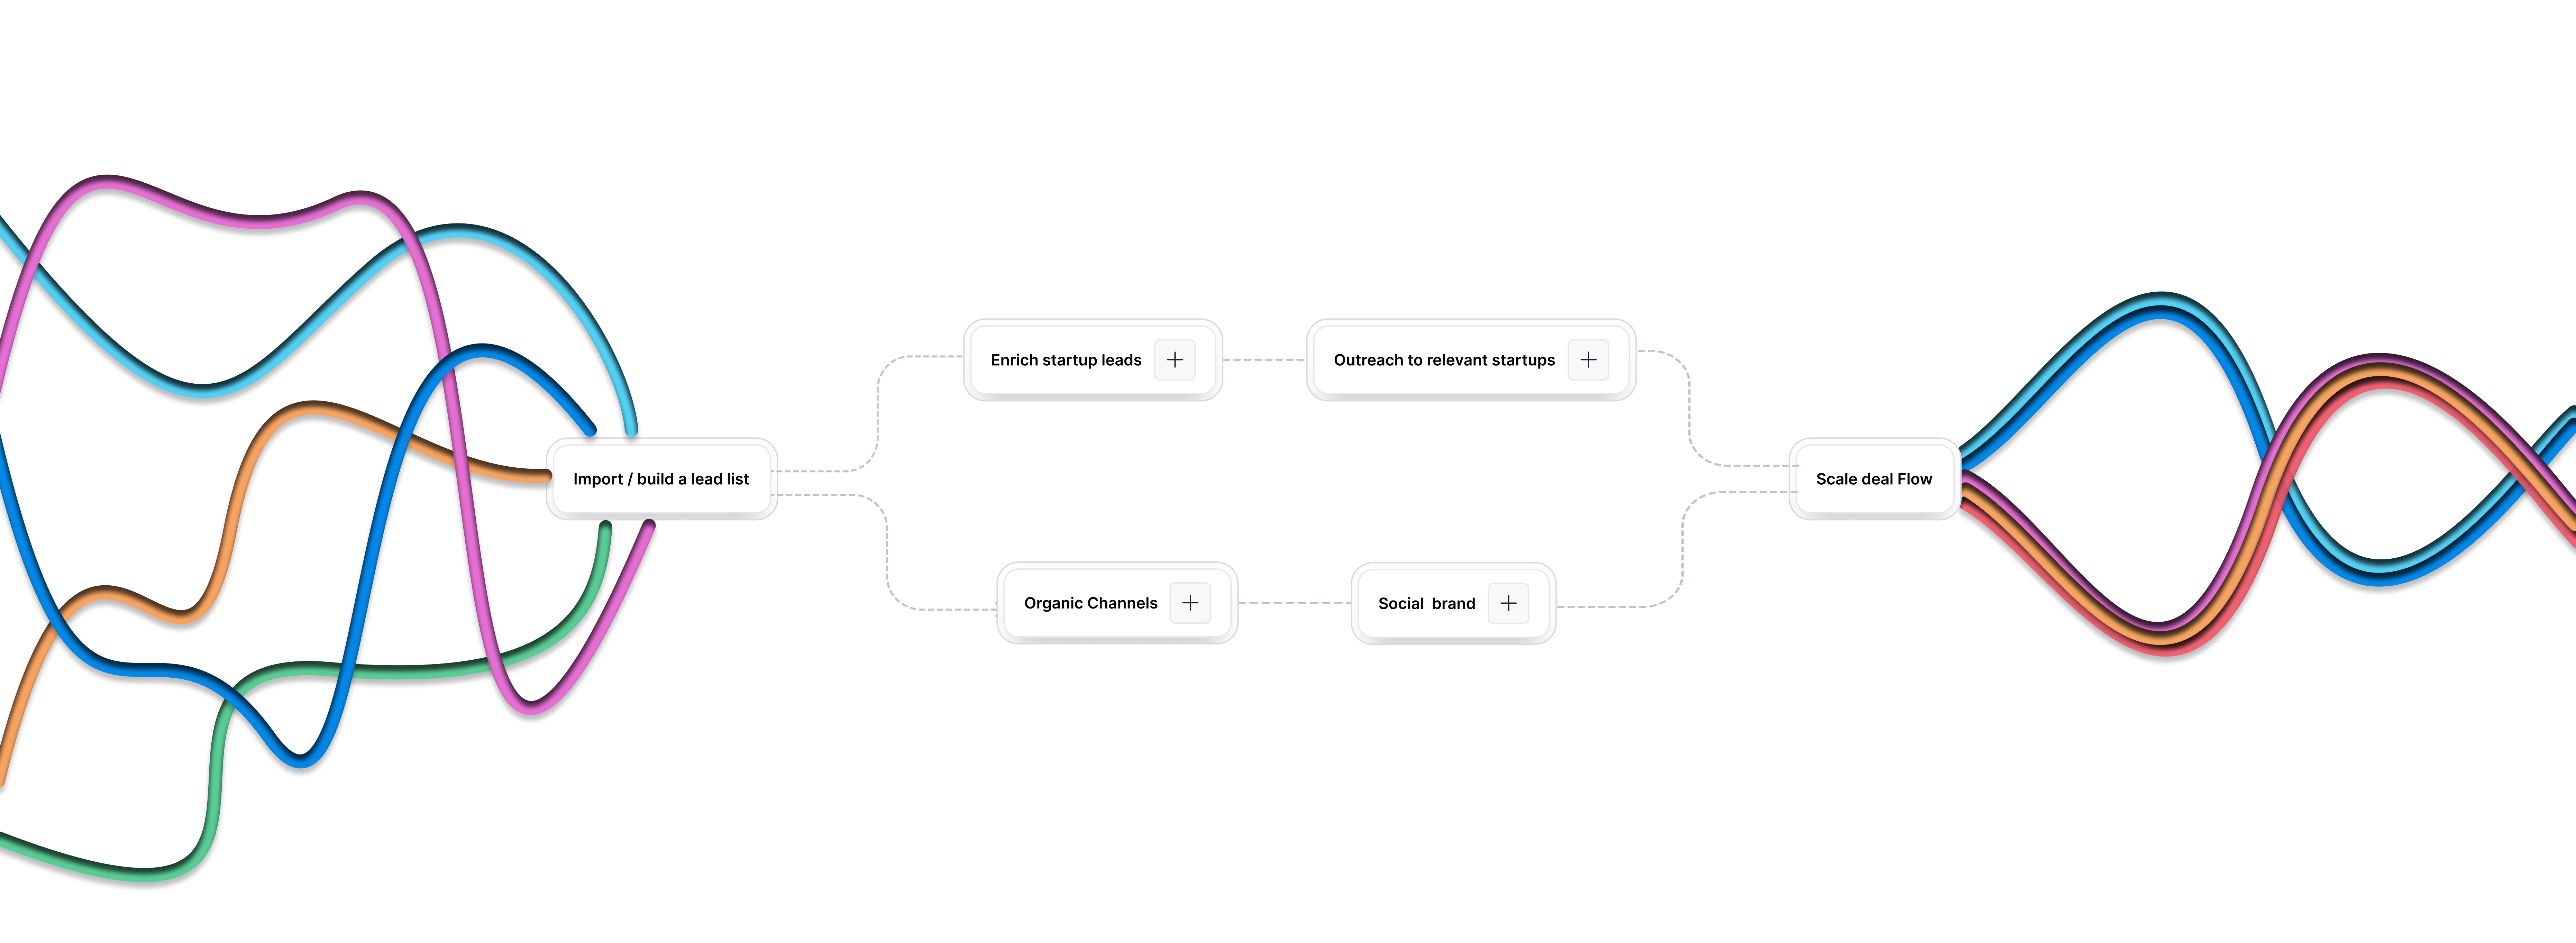 Import / build a lead list
Enrich startup leads
Outreach to relevant startups
Organic Channels
Social  brand
Scale deal Flow